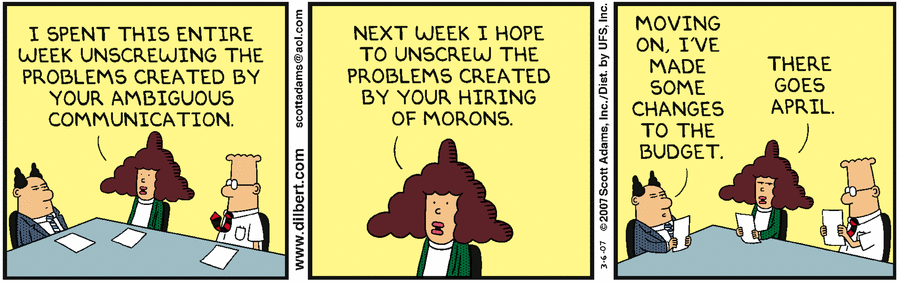 I SPENT THIS ENTIRE
WEEK UNSCREWING THE
PROBLEMS CREATED BY
YOUR AMBIGUOUS
COMMUNICATION.
www.dilbert.com scottadams@aol.com
NEXT WEEK I HOPE
TO UNSCREW THE
PROBLEMS CREATED
BY YOUR HIRING
OF MORONS.
3-6-07 ©2007 Scott Adams, Inc./Dist. by UFS, Inc.
MOVING
ON, I'VE
MADE
SOME
CHANGES
TO THE
BUDGET.
THERE
GOES
APRIL.